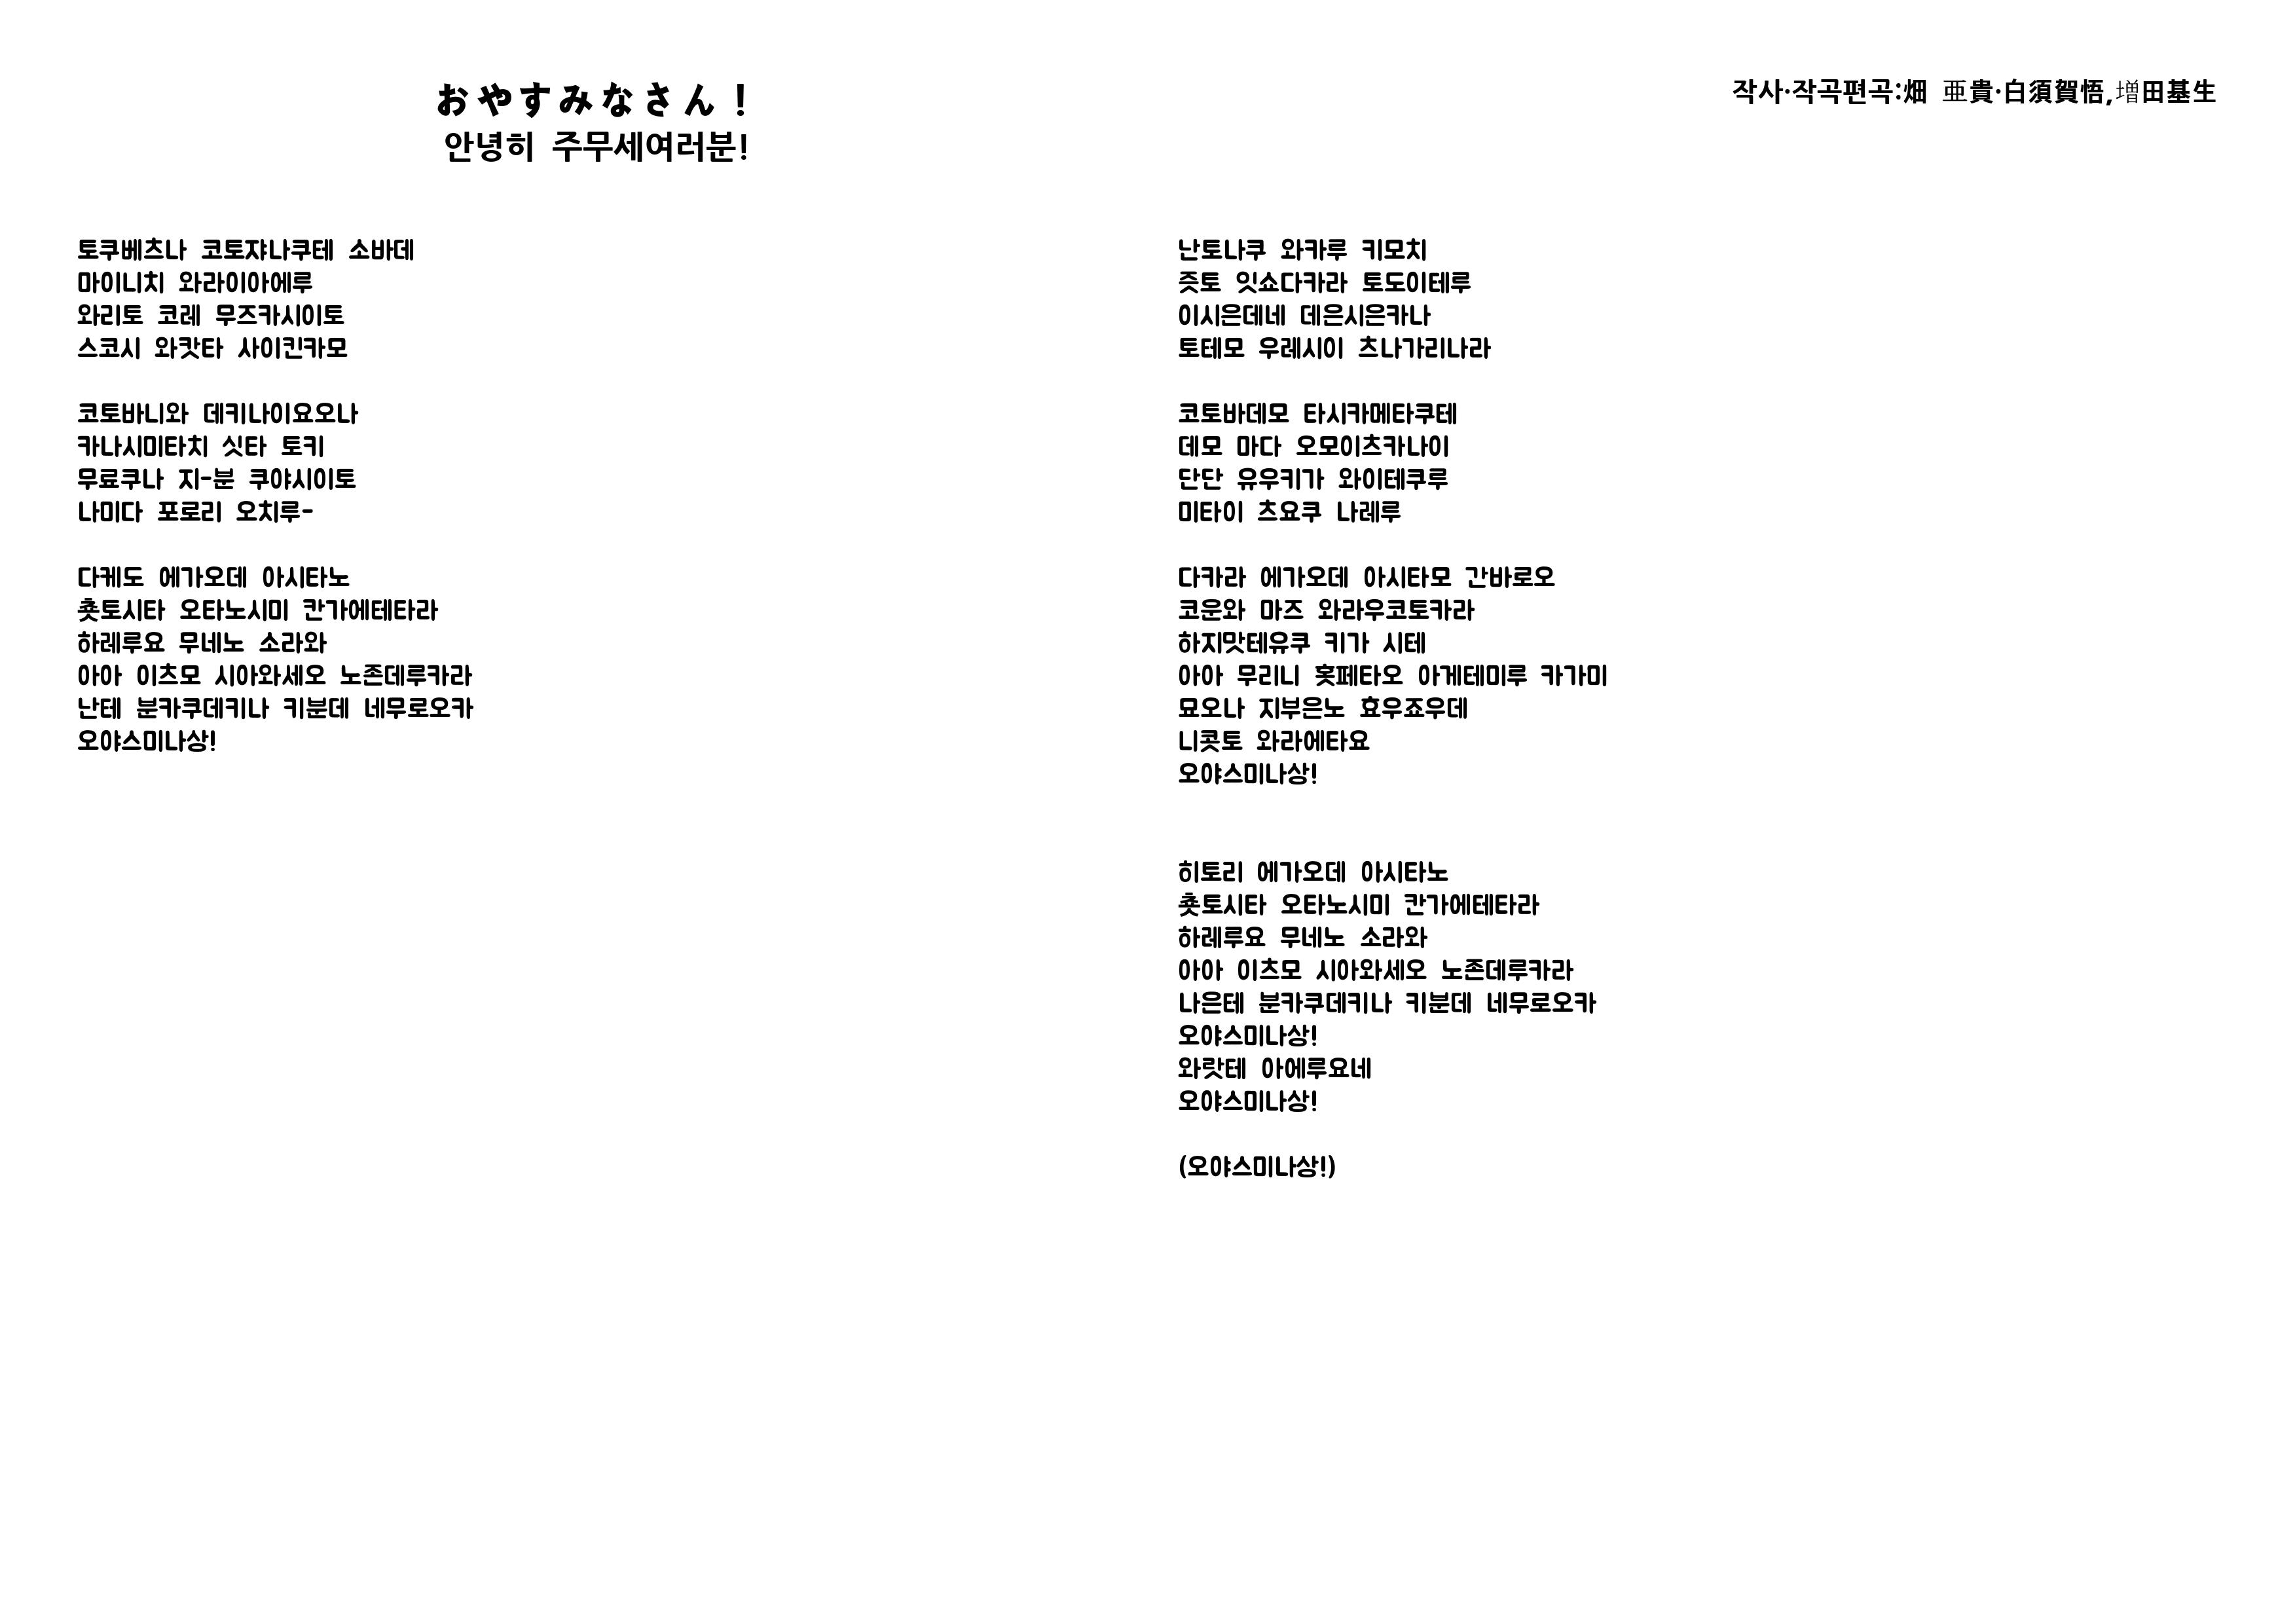 おやすみなさん！
안녕히 주무세여러분!
작사·작곡편곡:畑 亜貴·白須賀悟,増田基生
토쿠베츠나 코토쟈나쿠테 소바데
마이니치 와라이아에루
와리토 코레 무즈카시이토
스코시 와캇타 사이킨카모
코토바니와 데키나이요오나
카나시미타치 싯타 토키
무료쿠나 지-분 쿠야시이토
나미다 포로리 오치루-
다케도 에가오데 아시타노
춋토시타 오타노시미 칸가에테타라
하레루요 무네노 소라와
아아 이츠모 시아와세오 노존데루카라
난테 분카쿠데키나 키분데 네무로오카
오야스미나상!
난토나쿠 와카루 키모치
즛토 잇쇼다카라 토도이테루
이시은데네 데은시은카나
토테모 우레시이 츠나가리나라
코토바데모 타시카메타쿠테
데모 마다 오모이츠카나이
단단 유우키가 와이테쿠루
미타이 츠요쿠 나레루
다카라 에가오데 아시타모 간바로오
코운와 마즈 와라우코토카라
하지맛테유쿠 키가 시테
아아 무리니 홋페타오 아게테미루 카가미
묘오나 지부은노 효우죠우데
니콧토 와라에타요
오야스미나상!
히토리 에가오데 아시타노
춋토시타 오타노시미 칸가에테타라
하레루요 무네노 소라와
아아 이츠모 시아와세오 노존데루카라
나은테 분카쿠데키나 키분데 네무로오카
오야스미나상!
와랏테 아에루요네
오야스미나상!
(오야스미나상!)